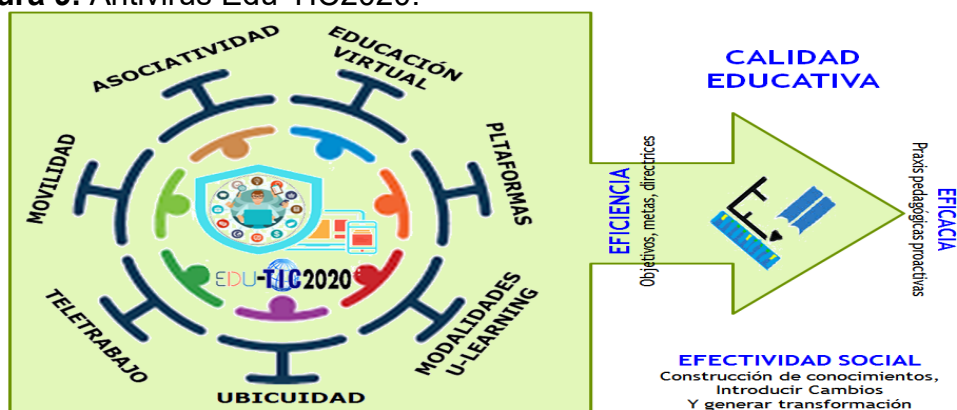 Antivirus Edu-TIC2020.
ASOCIATIVIDAD
EDUCACIÓN
VIRTUAL
MOVILIDAD
PLTAFORMAS
EDU-TIC2020
TELETRABAJO
MODALIDADES
U-LEARNING
UBICUIDAD
EFICIENCIA
Objetivos, metas, directrices
CALIDAD
EDUCATIVA
EFICACIA
Praxis pedagógicas proactivas
EFECTIVIDAD SOCIAL
Construcción de conocimientos,
Introducir Cambios
Y generar transformación